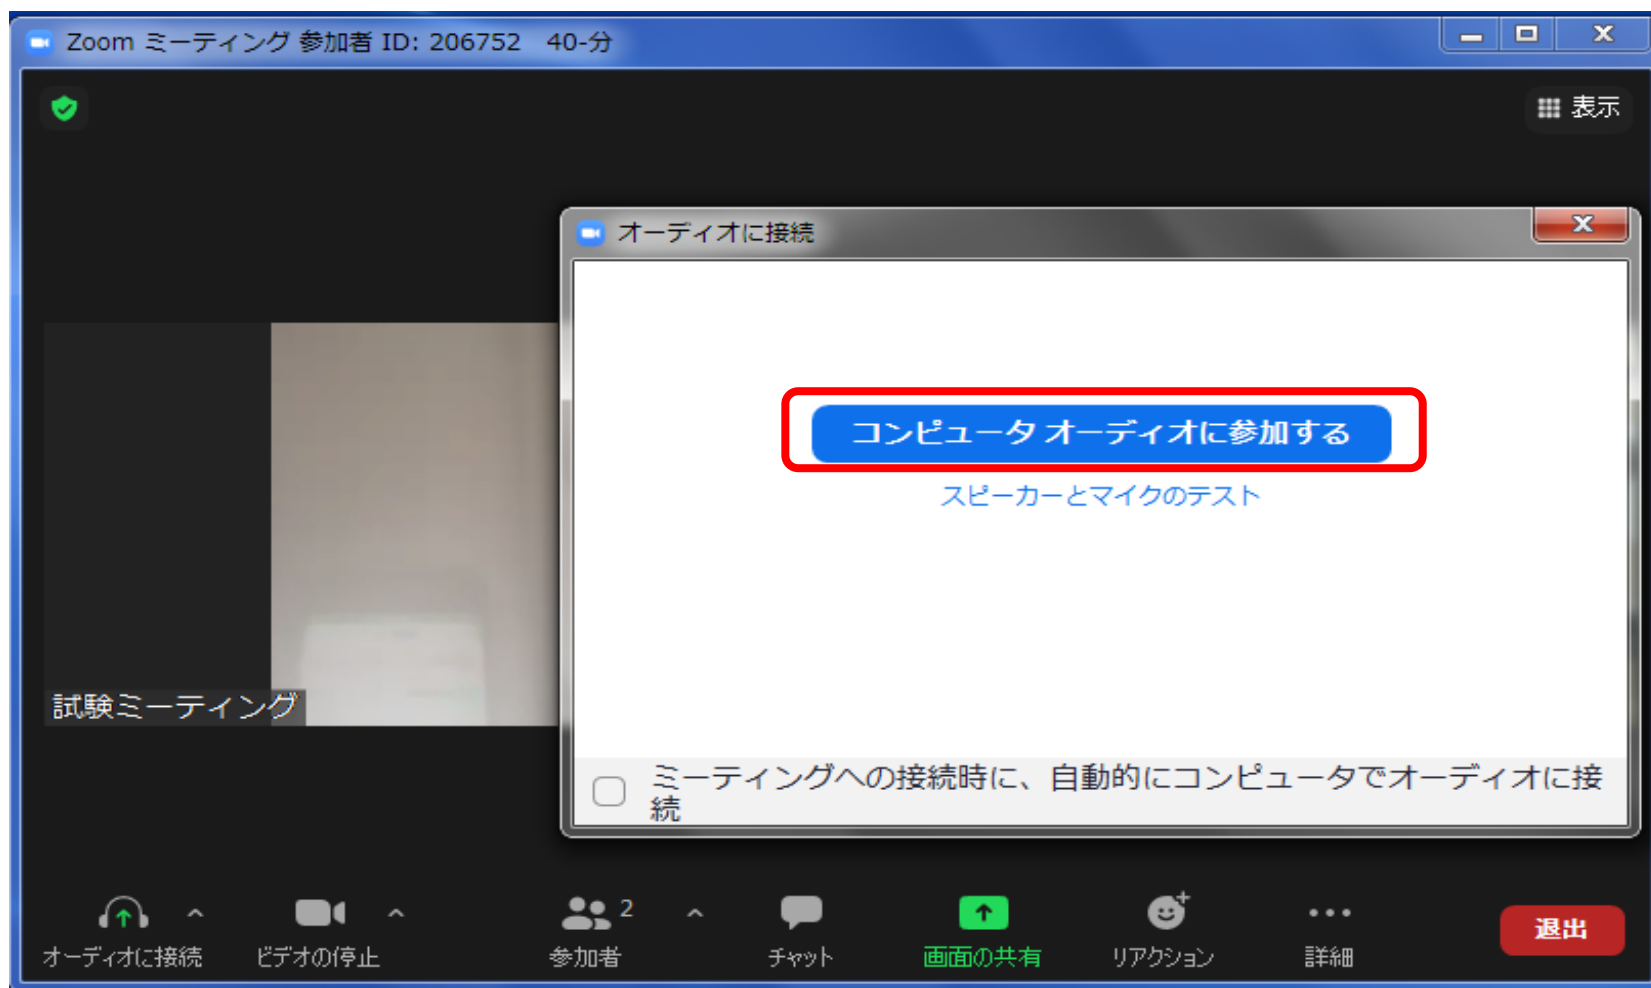 Zoom ミーティング 参加者 ID: 206752 40-分
表示
オーディオに接続
コンピュータ オーディオに参加する
スピーカーとマイクのテスト
試験ミーティング
ミーティングへの接続時に、自動的にコンピュータでオーディオに接
続
オーディオに接続
ビデオの停止
2
参加者
チャット
画面の共有
リアクション
詳細
退出